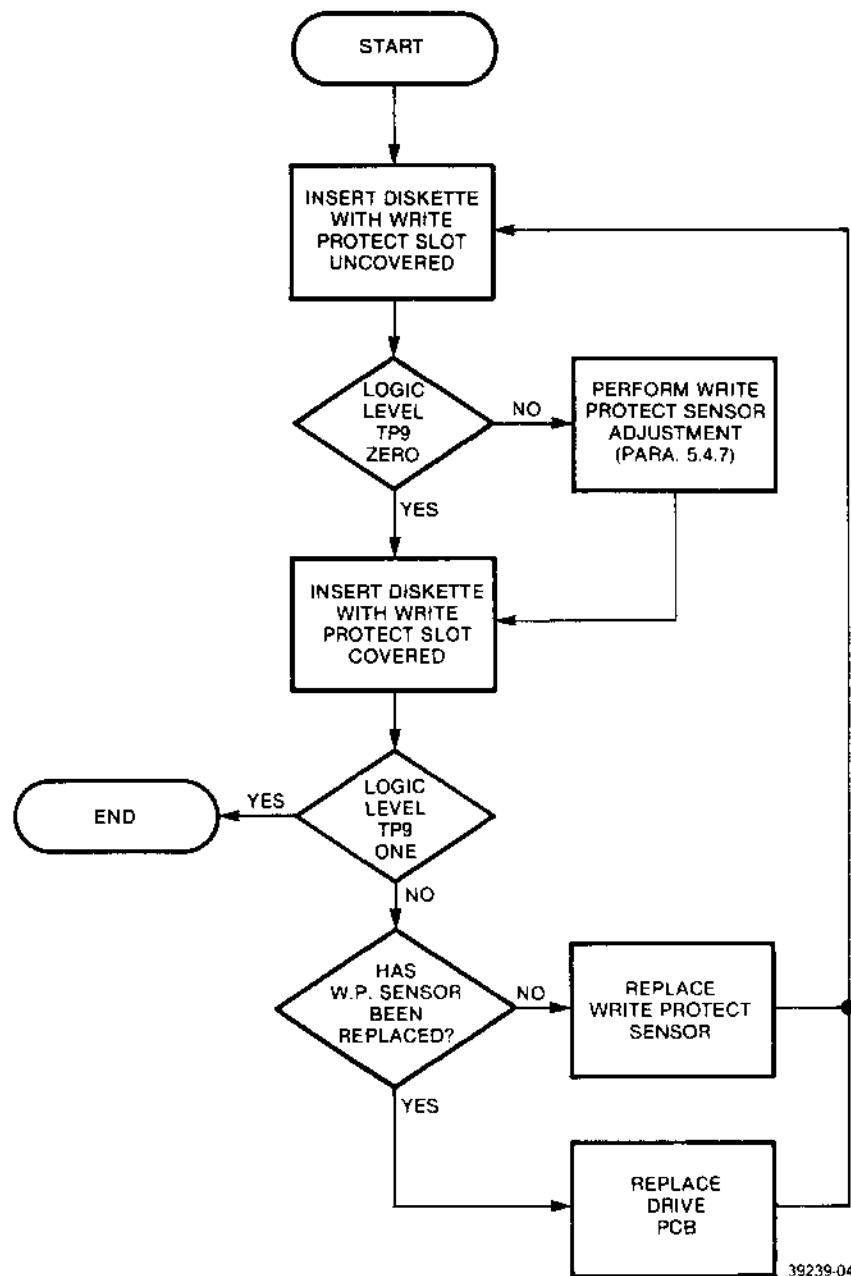 START
INSERT DISKETTE
WITH WRITE
PROTECT SLOT
UNCOVERED
LOGIC
LEVEL
TP9
ZERO
NO
PERFORM WRITE
PROTECT SENSOR
ADJUSTMENT
(PARA. 5.4.7)
YES
INSERT DISKETTE
WITH WRITE
PROTECT SLOT
COVERED
LOGIC
LEVEL
TP9
ONE
YES
END
NO
HAS
W.P. SENSOR
BEEN
REPLACED?
NO
REPLACE
WRITE PROTECT
SENSOR
YES
REPLACE
DRIVE
PCB
39239-04